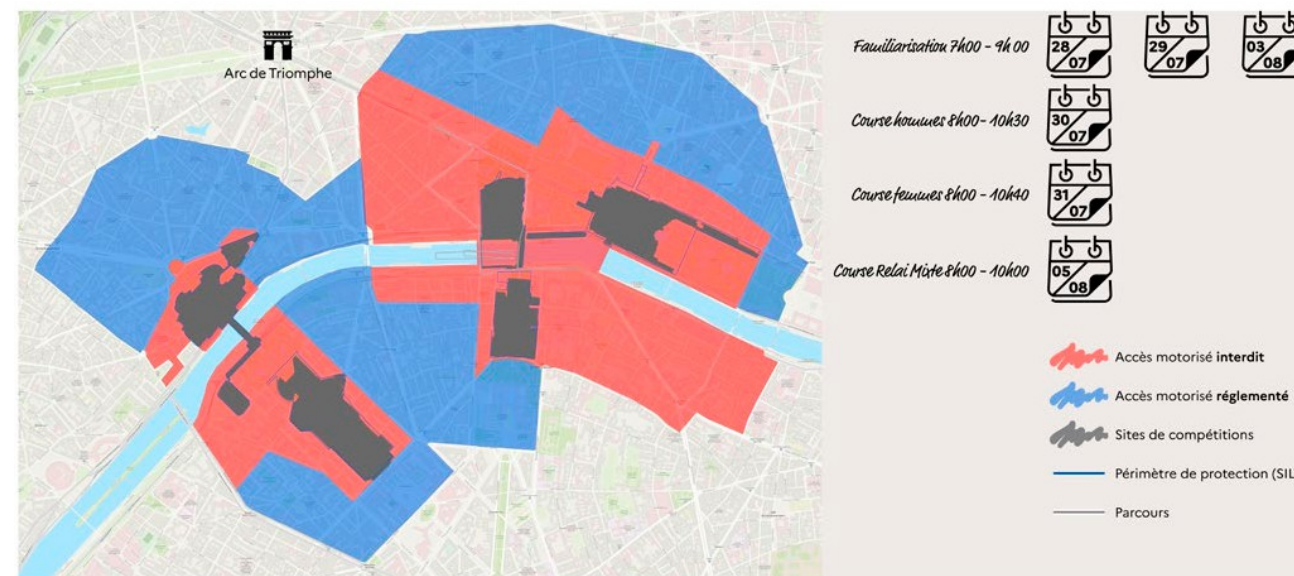 Arc de Triomphe
Familiarisation 7h00 - 9h00
28
07
29
07
03
08
Course hommes 8h00 - 10h30
30
07
Course femmes 8h00 - 10h40
31
07
Course Relai Mixte 8h00 - 10h00
05
08
Accès motorisé interdit
Accès motorisé réglementé
Sites de compétitions
Périmètre de protection (SIL
Parcours